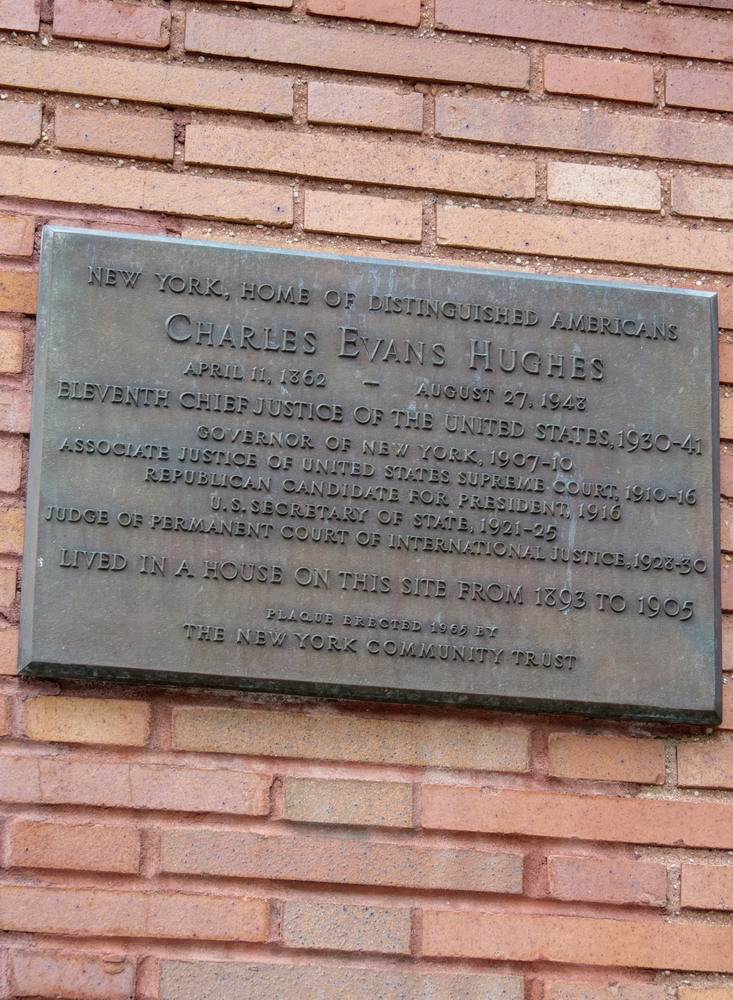 NEW YORK, HOME OF DISTINGUISHED AMERICANS
CHARLES EVANS HUGHES
APRIL 11, 1862 – AUGUST 27, 1948
ELEVENTH CHIEF JUSTICE OF THE UNITED STATES, 1930-41
GOVERNOR OF NEW YORK, 1907-10
ASSOCIATE JUSTICE OF UNITED STATES SUPREME COURT, 1910-16
REPUBLICAN CANDIDATE FOR PRESIDENT, 1916
U.S. SECRETARY OF STATE, 1921-25
JUDGE OF PERMANENT COURT OF INTERNATIONAL JUSTICE, 1928-30
LIVED IN A HOUSE ON THIS SITE FROM 1893 TO 1905
PLAQUE ERECTED 1965 BY
THE NEW YORK COMMUNITY TRUST